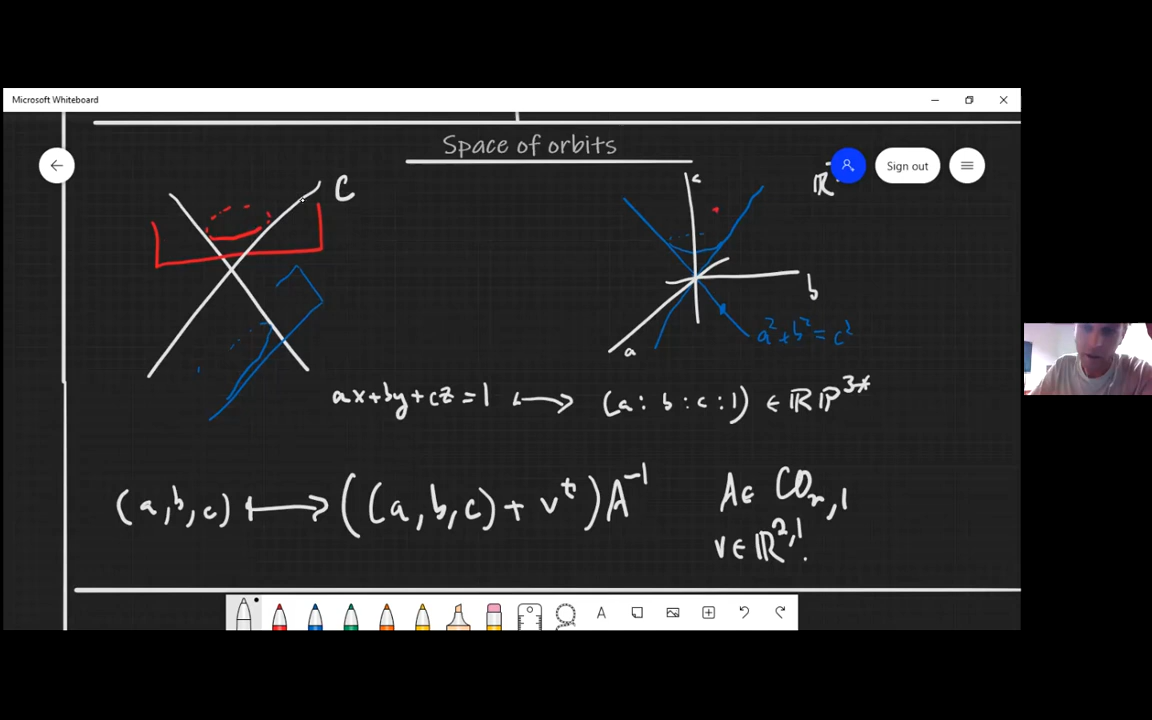 Microsoft Whiteboard
Space of orbits
Sign out
C
c
b
a
a² + b² = c²
ax+by+cz = 1 ⟷ (a : b : c : 1) ∈ ℝP³*
(a, b, c) ⟼ ((a, b, c) + vᵗ) A⁻¹
A ∈ CO₂,₁
v ∈ ℝ²,¹.
A